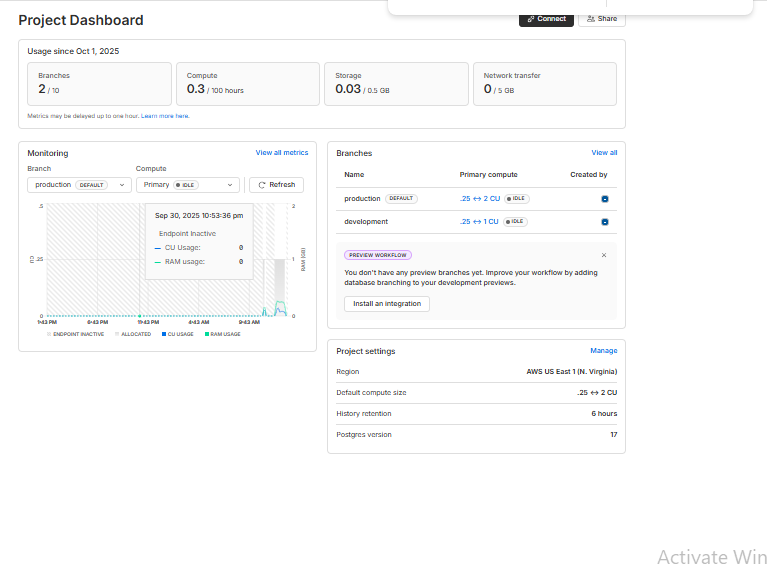 Project Dashboard
Connect
Share
Usage since Oct 1, 2025
Branches
2 / 10
Compute
0.3 / 100 hours
Storage
0.03 / 0.5 GB
Network transfer
0 / 5 GB
Metrics may be delayed up to one hour. Learn more here.
Monitoring
View all metrics
Branch
Compute
production DEFAULT
Primary IDLE
Refresh
Sep 30, 2025 10:53:36 pm
Endpoint Inactive
CU Usage: 0
RAM usage: 0
.5
.25
0
CU
2
1
0
RAM (GB)
1:43 PM
6:43 PM
11:43 PM
4:43 AM
9:43 AM
ENDPOINT INACTIVE
ALLOCATED
CU USAGE
RAM USAGE
Branches
View all
Name
Primary compute
Created by
production DEFAULT
.25 ↔ 2 CU IDLE
development
.25 ↔ 1 CU IDLE
PREVIEW WORKFLOW
You don't have any preview branches yet. Improve your workflow by adding
database branching to your development previews.
Install an integration
Project settings
Manage
Region
AWS US East 1 (N. Virginia)
Default compute size
.25 ↔ 2 CU
History retention
6 hours
Postgres version
17
Activate Win